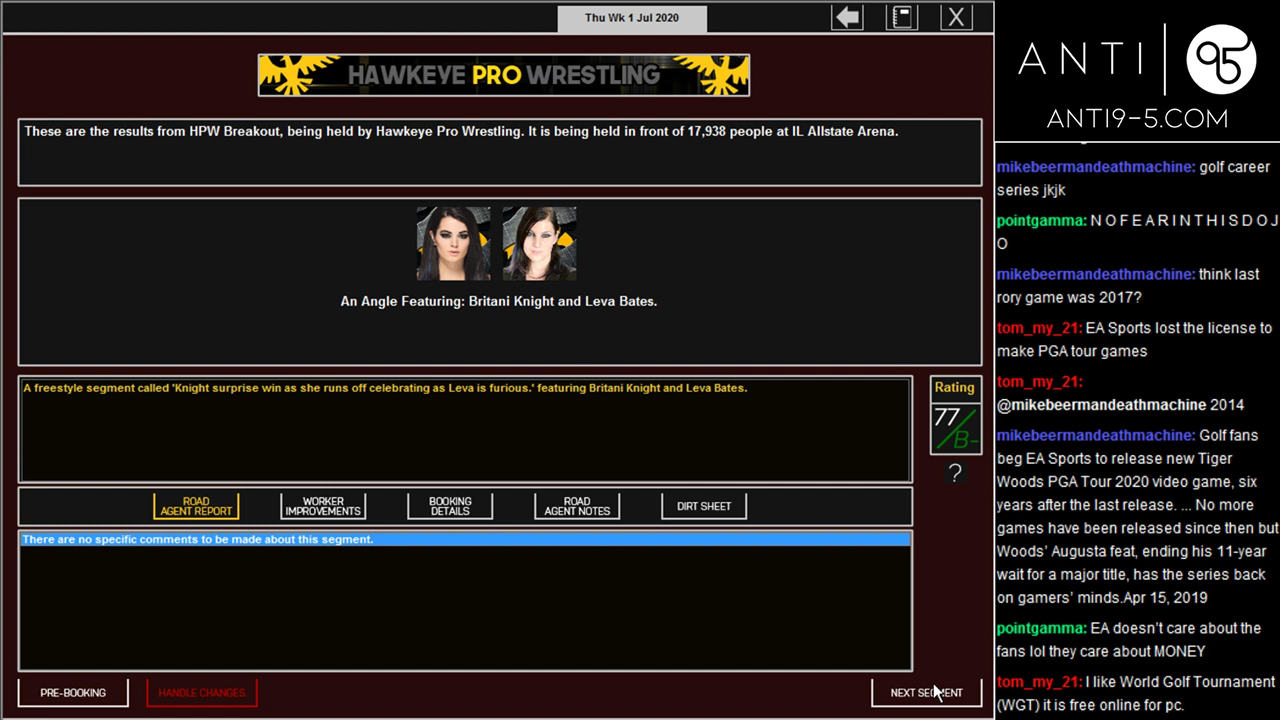 Thu Wk 1 Jul 2020
X
HAWKEYE PRO WRESTLING
These are the results from HPW Breakout, being held by Hawkeye Pro Wrestling. It is being held in front of 17,938 people at IL Allstate Arena.
An Angle Featuring: Britani Knight and Leva Bates.
A freestyle segment called 'Knight surprise win as she runs off celebrating as Leva is furious.' featuring Britani Knight and Leva Bates.
Rating
77
B-
?
ROAD
AGENT REPORT
WORKER
IMPROVEMENTS
BOOKING
DETAILS
ROAD
AGENT NOTES
DIRT SHEET
There are no specific comments to be made about this segment.
PRE-BOOKING
HANDLE CHANGES
NEXT SEGMENT
ANTI 95
ANTI9-5.COM
mikebeermandeathmachine: golf career
series jkjk
pointgamma: N O F E A R I N T H I S D O J
O
mikebeermandeathmachine: think last
rory game was 2017?
tom_my_21: EA Sports lost the license to
make PGA tour games
tom_my_21:
@mikebeermandeathmachine 2014
mikebeermandeathmachine: Golf fans
beg EA Sports to release new Tiger
Woods PGA Tour 2020 video game, six
years after the last release. ... No more
games have been released since then but
Woods' Augusta feat, ending his 11-year
wait for a major title, has the series back
on gamers' minds.Apr 15, 2019
pointgamma: EA doesn't care about the
fans lol they care about MONEY
tom_my_21: I like World Golf Tournament
(WGT) it is free online for pc.